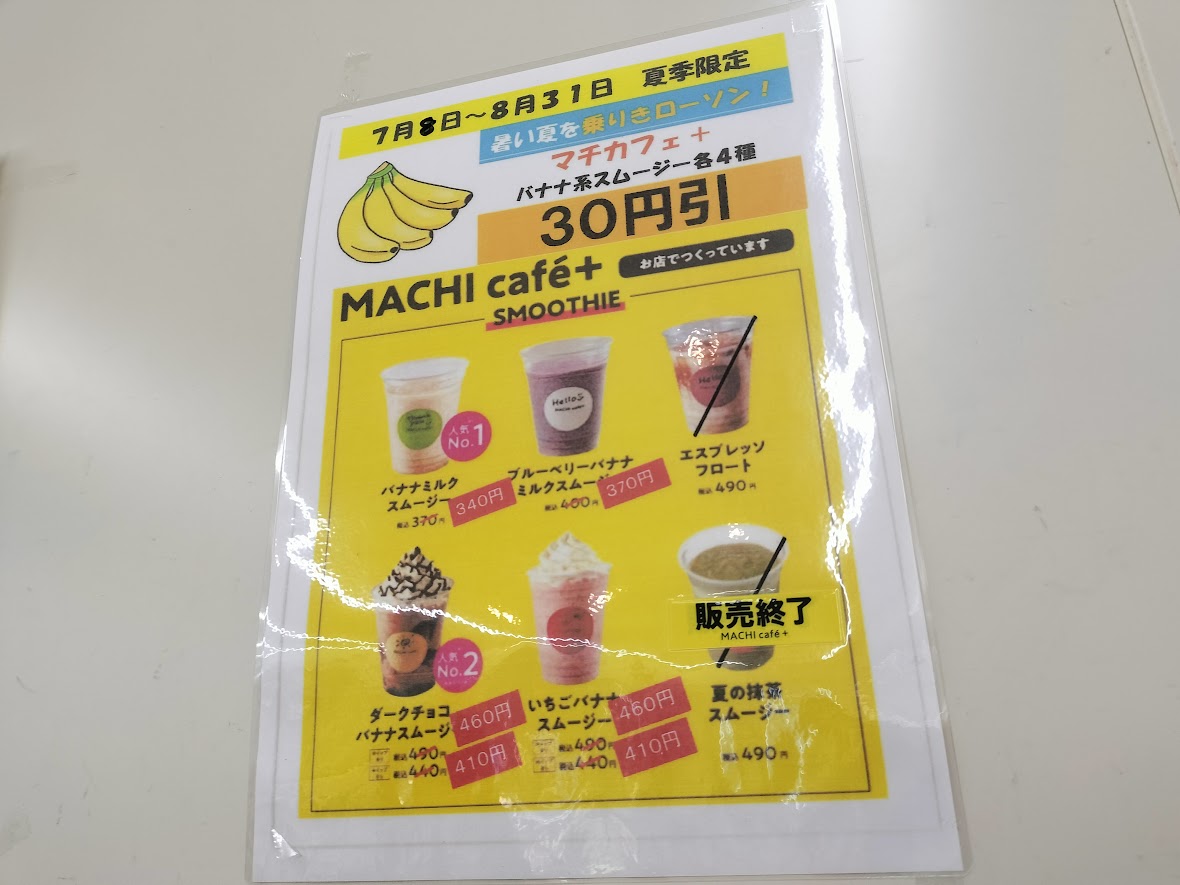 7月8日～8月31日　夏季限定
暑い夏を乗りきローソン！
マチカフェ＋
バナナ系スムージー各4種
30円引
MACHI café+
お店でつくっています
SMOOTHIE
人気
No.1
Hello
MACHI café+
Hello
バナナミルク
スムージー
税込370円
340円
ブルーベリーバナナ
ミルクスムー
税込400円
370円
エスプレッソ
フロート
税込490円
人気
No.2
販売終了
MACHI café+
ダークチョコ
バナナスムージ
460円
税込490円
税込440円
410円
いちごバナナ
スムージー
460円
税込490円
税込440円
410円
夏の抹茶
スムージー
税込490円